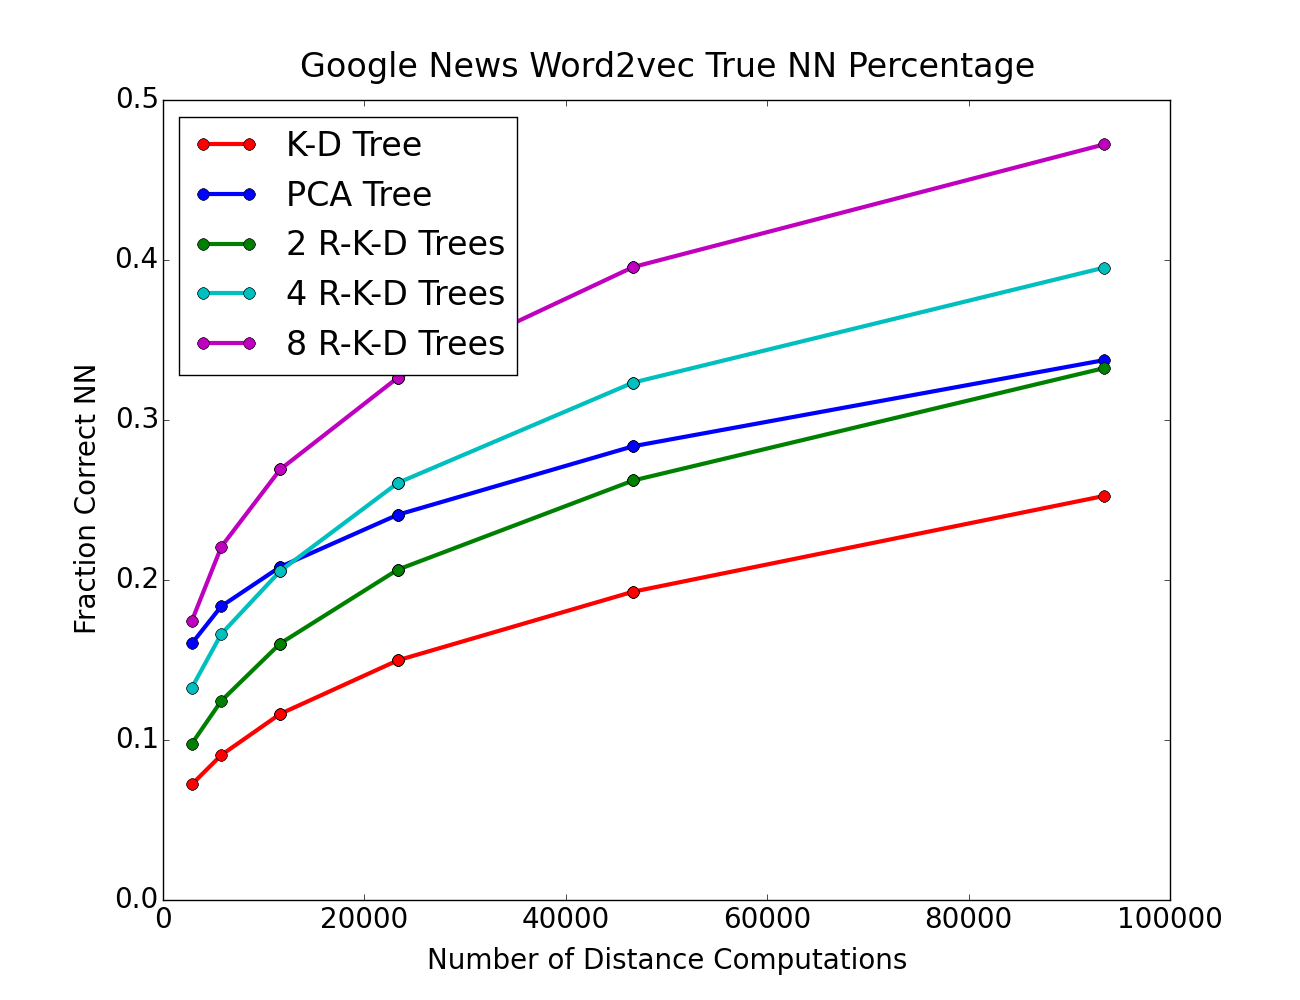 Google News Word2vec True NN Percentage
0.5
0.4
0.3
0.2
0.1
0.0
Fraction Correct NN
K-D Tree
PCA Tree
2 R-K-D Trees
4 R-K-D Trees
8 R-K-D Trees
0 20000 40000 60000 80000 100000
Number of Distance Computations